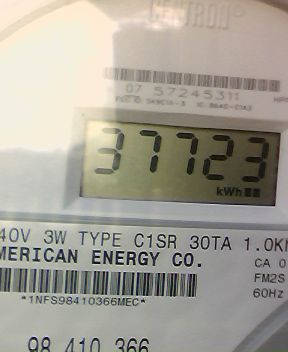 CENTRON
07 57245311
37723
kWh
40V 3W TYPE C1SR 30TA 1.0K
MERICAN ENERGY CO.
CA 0
FM2S
60Hz
*1NFS98410366MEC*
98 410 366